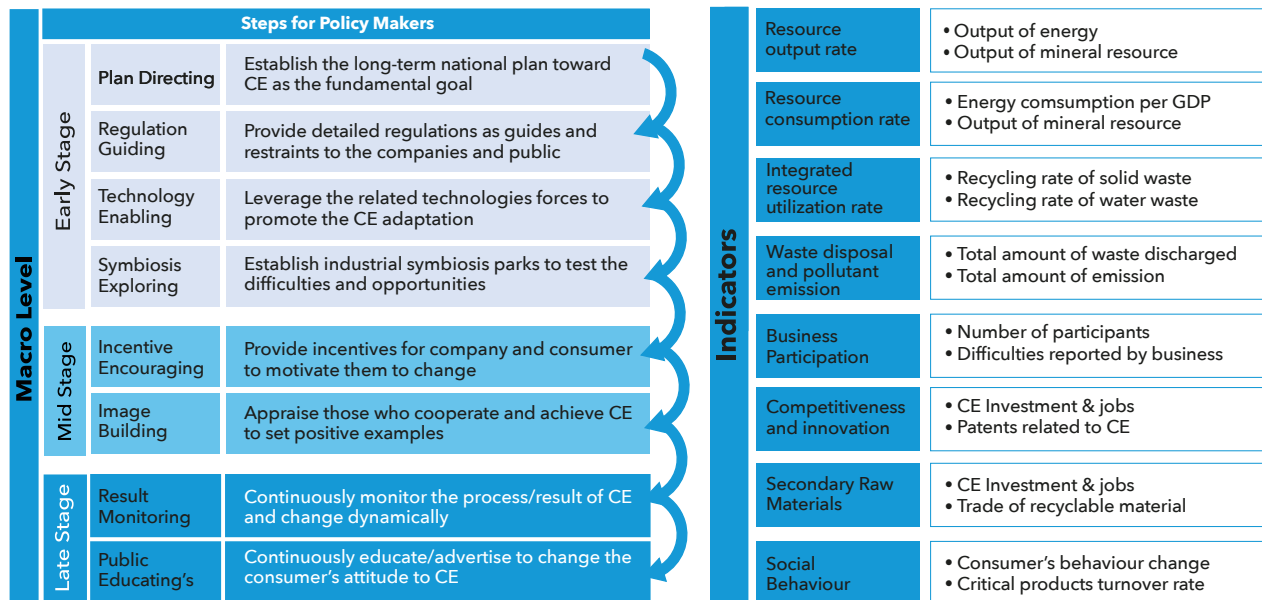 Macro Level
Steps for Policy Makers
Early Stage
Plan Directing
Establish the long-term national plan toward
CE as the fundamental goal
Regulation
Guiding
Provide detailed regulations as guides and
restraints to the companies and public
Technology
Enabling
Leverage the related technologies forces to
promote the CE adaptation
Symbiosis
Exploring
Establish industrial symbiosis parks to test the
difficulties and opportunities
Mid Stage
Incentive
Encouraging
Provide incentives for company and consumer
to motivate them to change
Image
Building
Appraise those who cooperate and achieve CE
to set positive examples
Late Stage
Result
Monitoring
Continuously monitor the process/result of CE
and change dynamically
Public
Educating's
Continuously educate/advertise to change the
consumer's attitude to CE
Indicators
Resource
output rate
• Output of energy
• Output of mineral resource
Resource
consumption rate
• Energy comsumption per GDP
• Output of mineral resource
Integrated
resource
utilization rate
• Recycling rate of solid waste
• Recycling rate of water waste
Waste disposal
and pollutant
emission
• Total amount of waste discharged
• Total amount of emission
Business
Participation
• Number of participants
• Difficulties reported by business
Competitiveness
and innovation
• CE Investment & jobs
• Patents related to CE
Secondary Raw
Materials
• CE Investment & jobs
• Trade of recyclable material
Social
Behaviour
• Consumer's behaviour change
• Critical products turnover rate